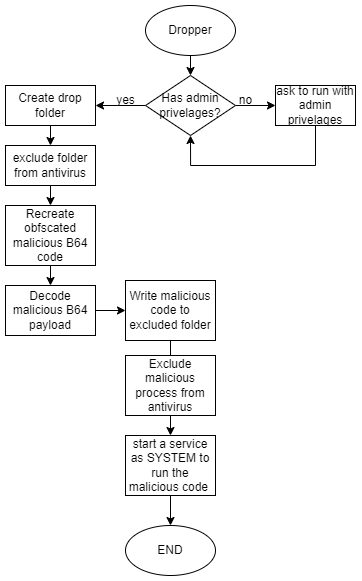 Dropper
Has admin
privelages?
yes
no
ask to run with
admin
privelages
Create drop
folder
exclude folder
from antivirus
Recreate
obfscated
malicious B64
code
Decode
malicious B64
payload
Write malicious
code to
excluded folder
Exclude
malicious
process from
antivirus
start a service
as SYSTEM to
run the
malicious code
END